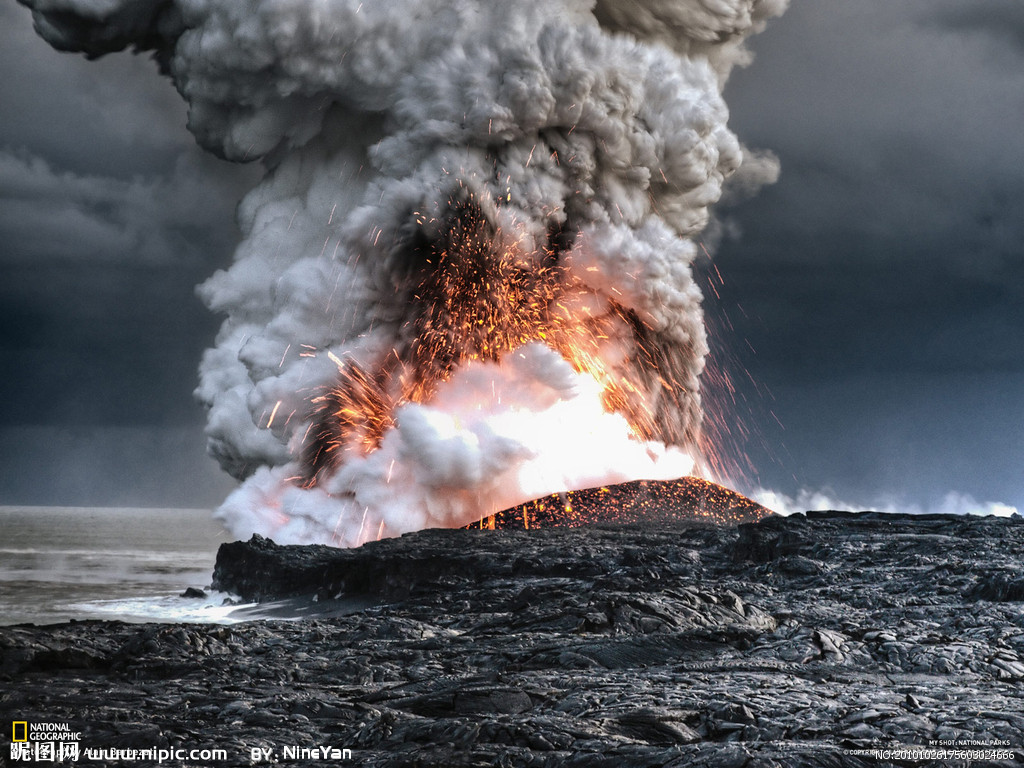 NATIONAL
GEOGRAPHIC
昵图网 www.nipic.com BY: NineYan
MY SHOT: NATIONAL PARKS
NO:20101026175603024666